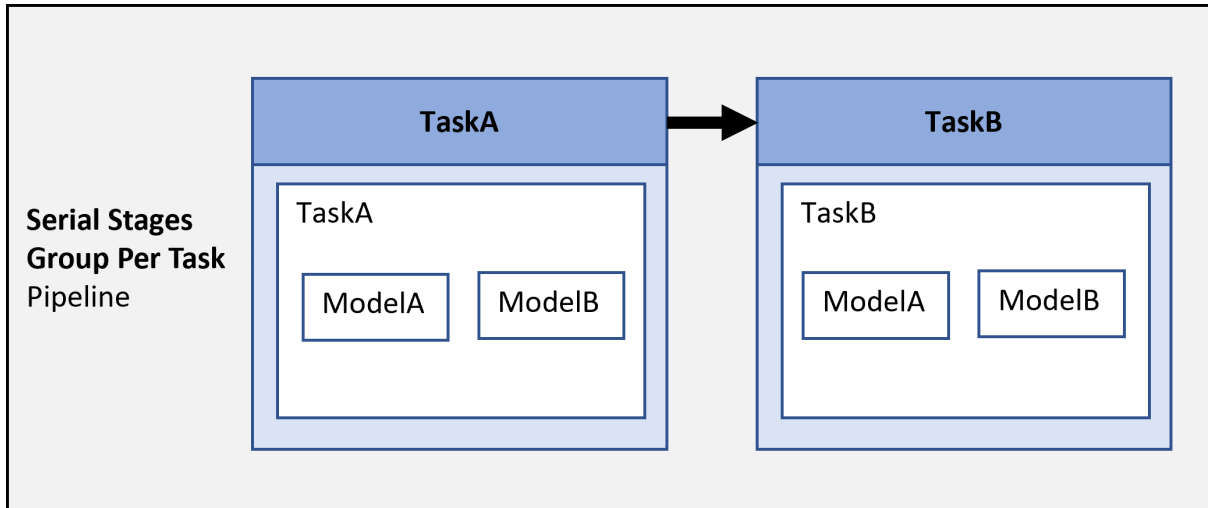 TaskA
TaskB
Serial Stages
Group Per Task
Pipeline
TaskA
ModelA
ModelB
TaskB
ModelA
ModelB